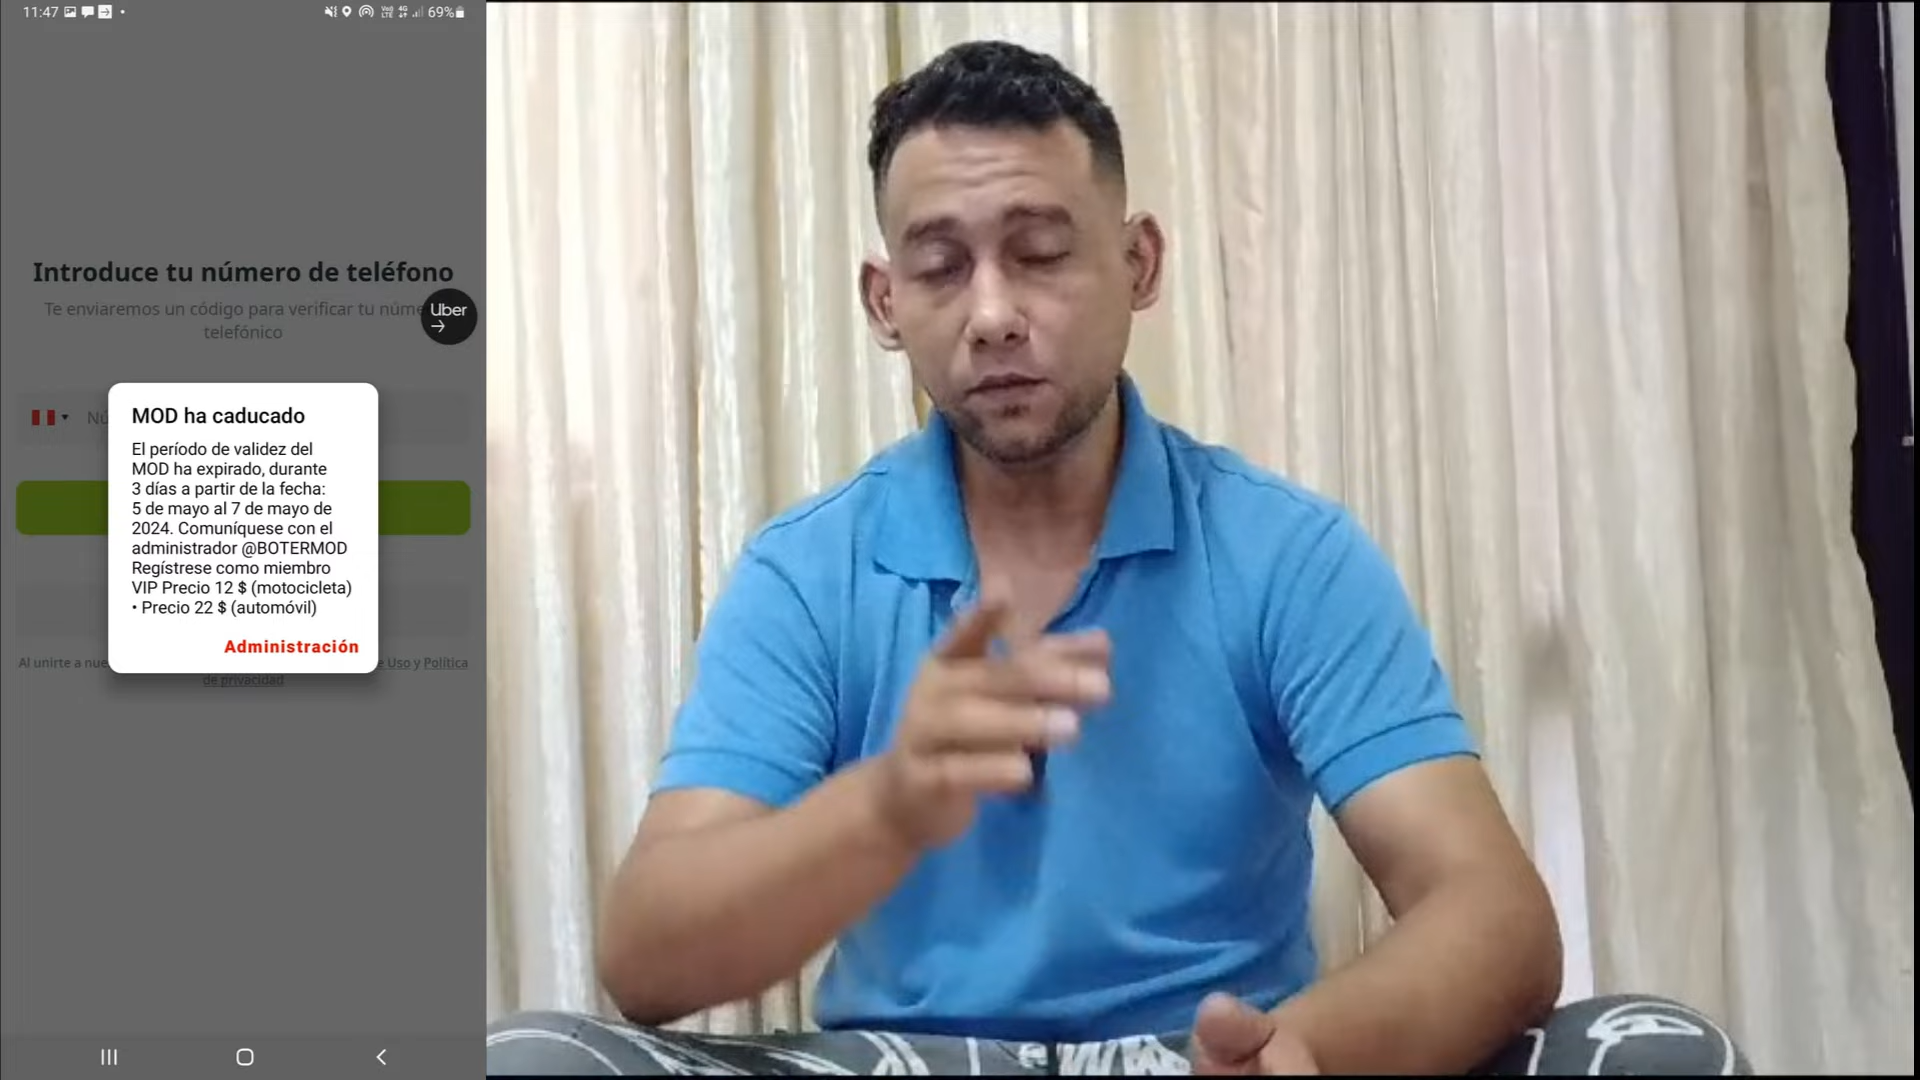 11:47
VoD LTE 4G 69%
Introduce tu número de teléfono
Te enviaremos un código para verificar tu núme
telefónico
Uber
MOD ha caducado
El período de validez del
MOD ha expirado, durante
3 días a partir de la fecha:
5 de mayo al 7 de mayo de
2024. Comuníquese con el
administrador @BOTERMOD
Regístrese como miembro
VIP Precio 12 $ (motocicleta)
• Precio 22 $ (automóvil)
Administración
Al unirte a nue e Uso y Política
de privacidad